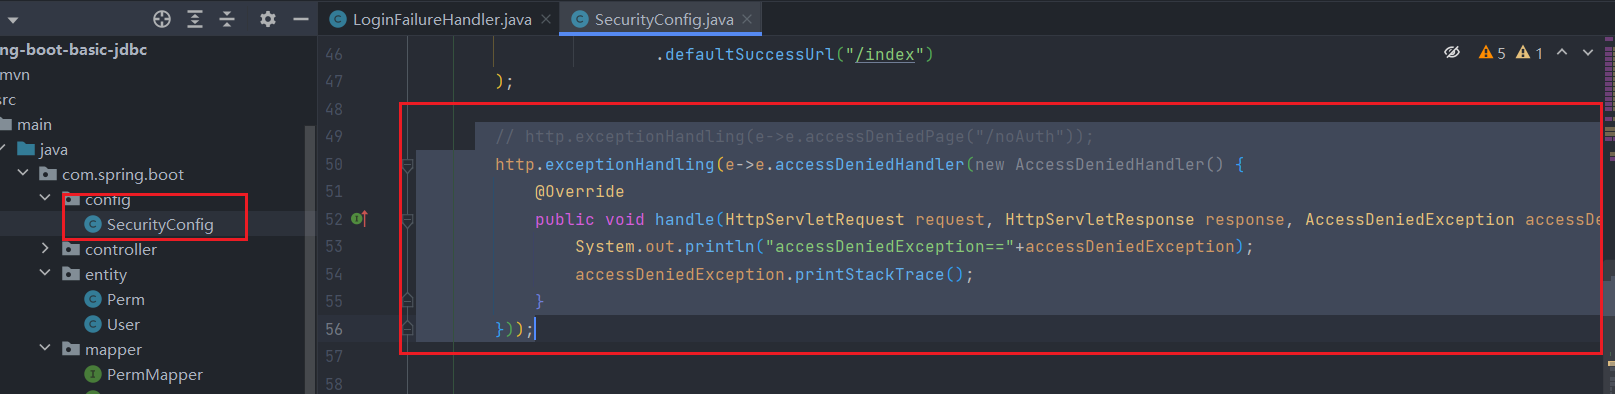 LoginFailureHandler.java
SecurityConfig.java
ng-boot-basic-jdbc
mvn
src
main
java
com.spring.boot
config
SecurityConfig
controller
entity
Perm
User
mapper
PermMapper
5 1
46 .defaultSuccessUrl("/index")
47 );
48
49 // http.exceptionHandling(e->e.accessDeniedPage("/noAuth"));
50 http.exceptionHandling(e->e.accessDeniedHandler(new AccessDeniedHandler() {
51 @Override
52 public void handle(HttpServletRequest request, HttpServletResponse response, AccessDeniedException accessDe
53 System.out.println("accessDeniedException=="+accessDeniedException);
54 accessDeniedException.printStackTrace();
55 }
56 }));
57
58